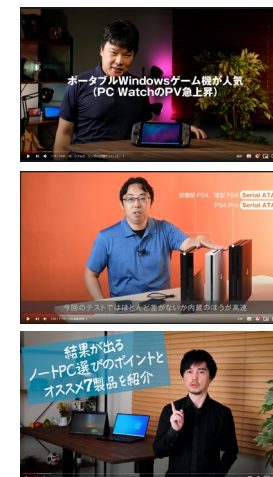 ポータブルWindowsゲーム機が人気
(PC WatchのPV急上昇)
初期型PS4、薄型PS4 Serial ATA
PS4 Pro Serial ATA
今回のテストではほとんど差がないか内蔵のほうが高速
結果が出る
ノートPC選びのポイントと
オススメ7製品を紹介